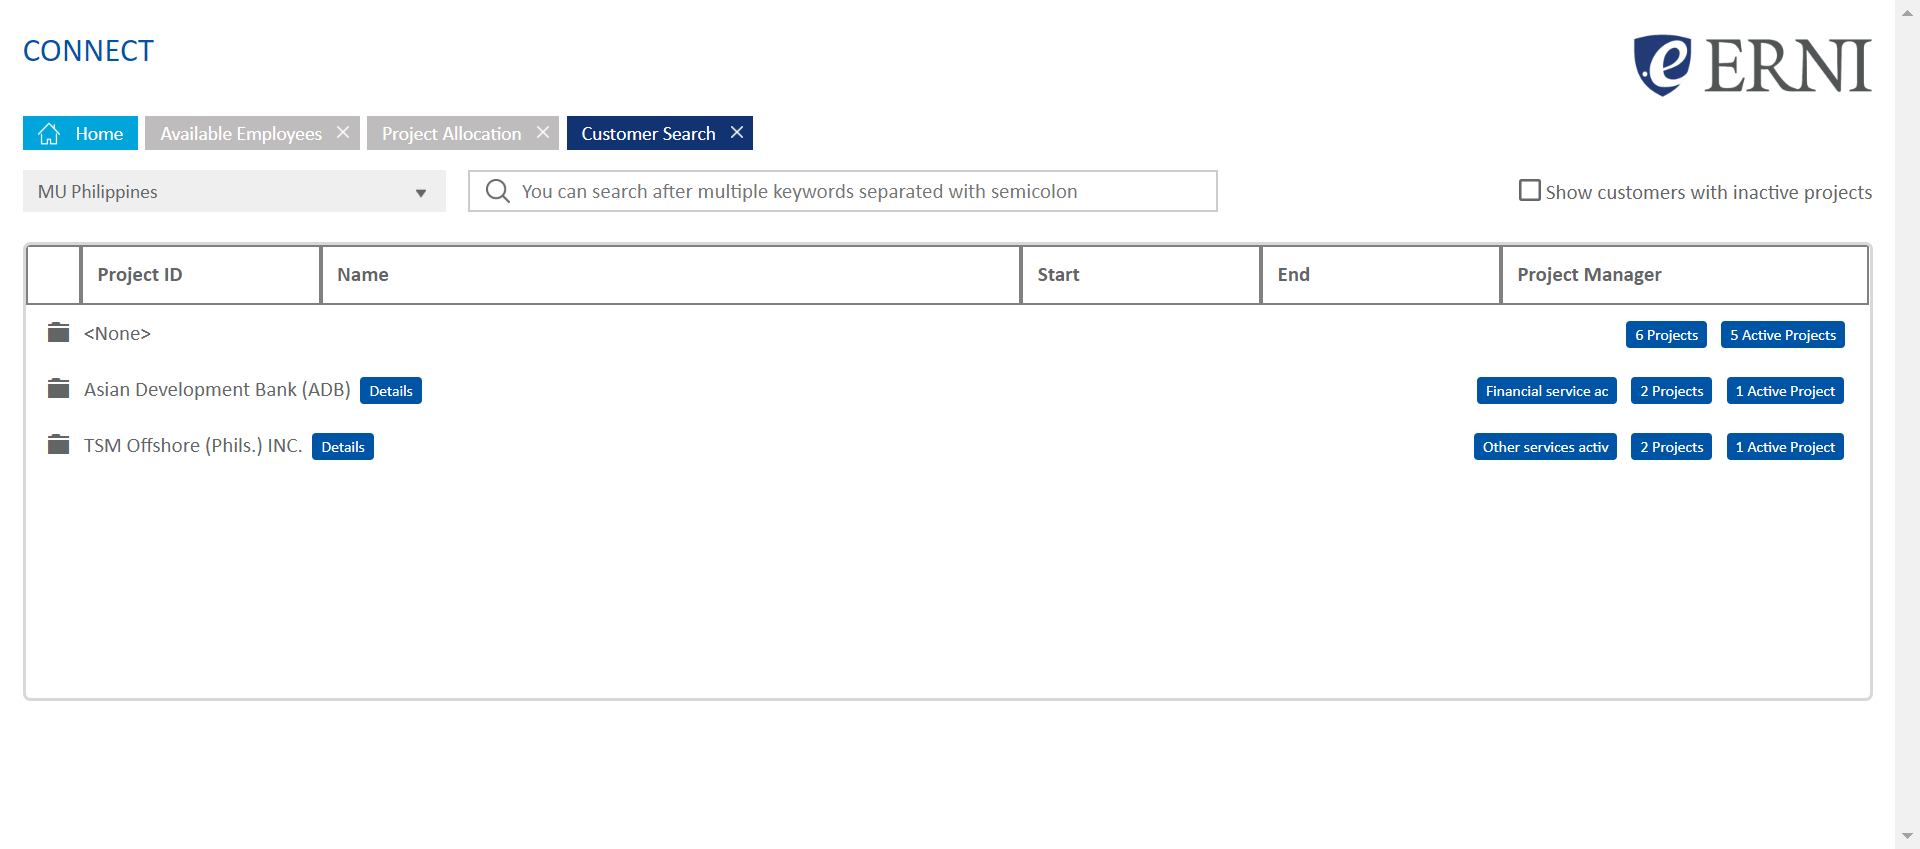 CONNECT
e ERNI
Home
Available Employees
Project Allocation
Customer Search
MU Philippines
You can search after multiple keywords separated with semicolon
Show customers with inactive projects
Project ID Name Start End Project Manager
<None> 6 Projects 5 Active Projects
Asian Development Bank (ADB) Details Financial service ac 2 Projects 1 Active Project
TSM Offshore (Phils.) INC. Details Other services activ 2 Projects 1 Active Project